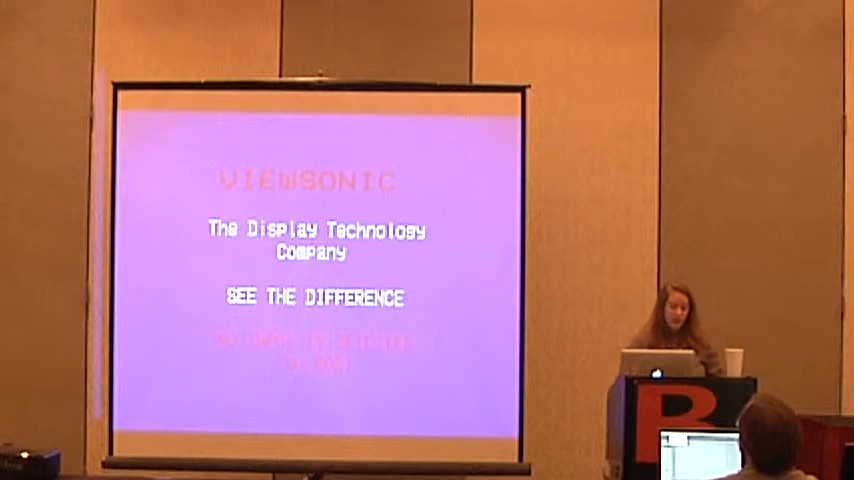 VIEWSONIC
The Display Technology
Company
SEE THE DIFFERENCE
R